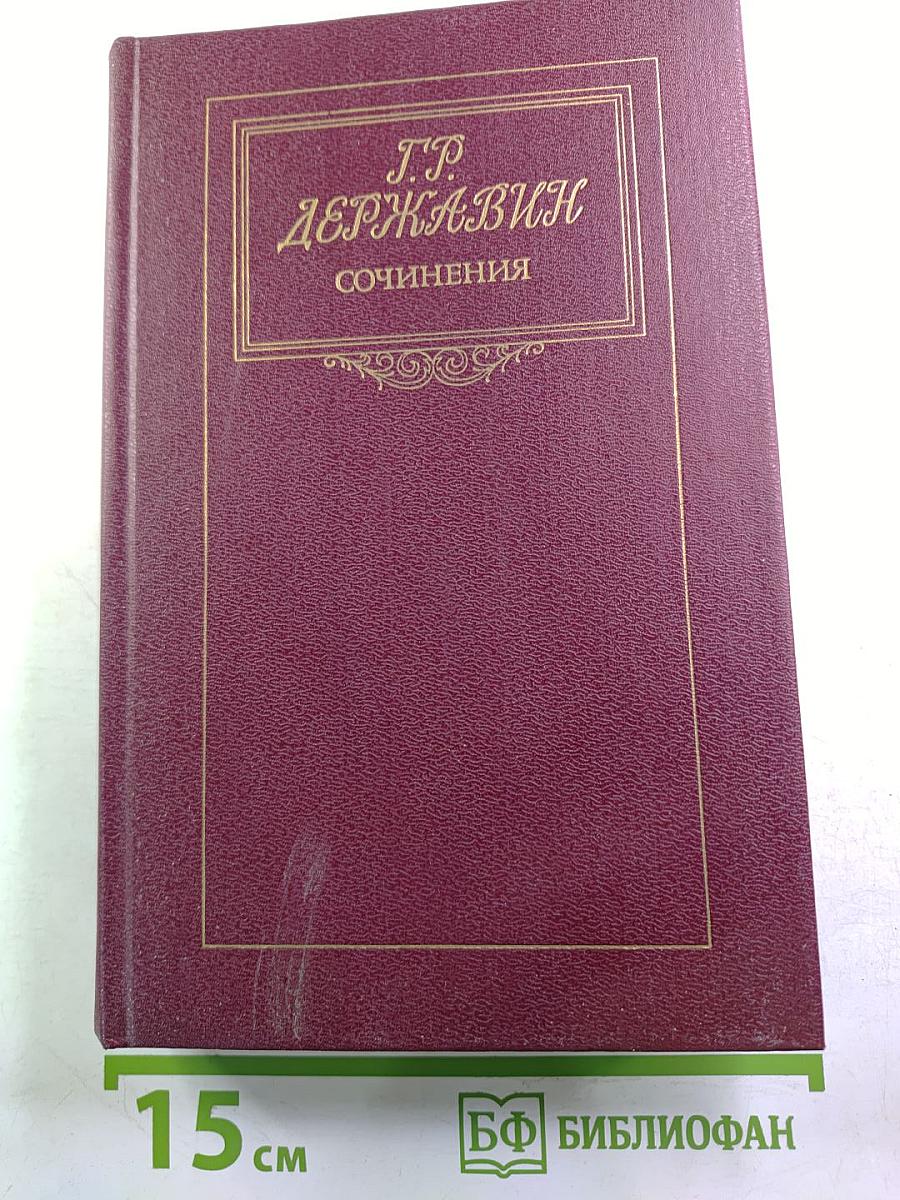 Г.Р.
ДЕРЖАВИН
СОЧИНЕНИЯ
15 см
БФ БИБЛИОФАН